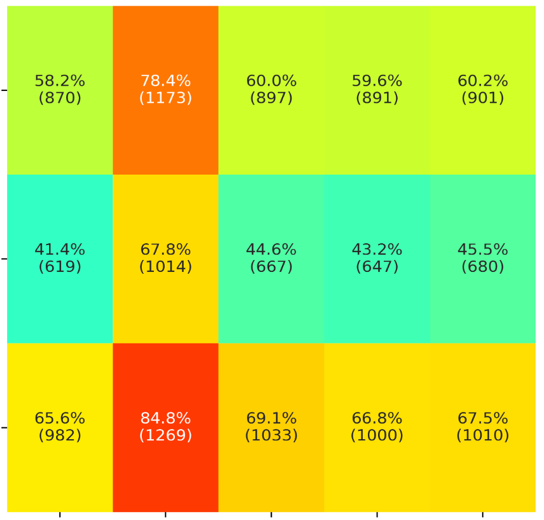 58.2% 78.4% 60.0% 59.6% 60.2%
(870) (1173) (897) (891) (901)
41.4% 67.8% 44.6% 43.2% 45.5%
(619) (1014) (667) (647) (680)
65.6% 84.8% 69.1% 66.8% 67.5%
(982) (1269) (1033) (1000) (1010)